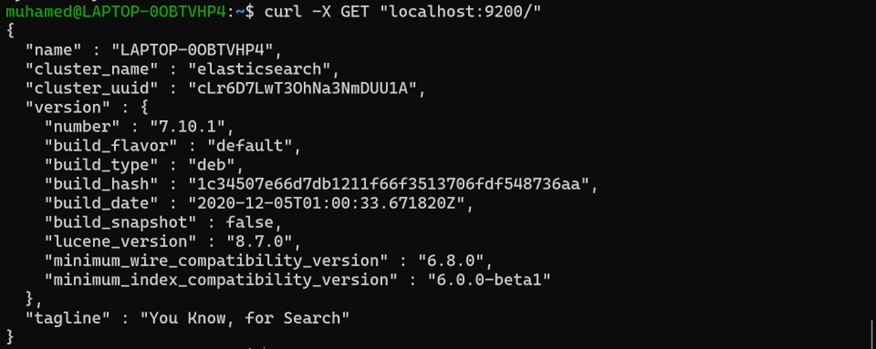 muhamed@LAPTOP-0OBTVHP4:~$ curl -X GET "localhost:9200/"
{
  "name" : "LAPTOP-0OBTVHP4",
  "cluster_name" : "elasticsearch",
  "cluster_uuid" : "cLr6D7LwT3OhNa3NmDUU1A",
  "version" : {
    "number" : "7.10.1",
    "build_flavor" : "default",
    "build_type" : "deb",
    "build_hash" : "1c34507e66d7db1211f66f3513706fdf548736aa",
    "build_date" : "2020-12-05T01:00:33.671820Z",
    "build_snapshot" : false,
    "lucene_version" : "8.7.0",
    "minimum_wire_compatibility_version" : "6.8.0",
    "minimum_index_compatibility_version" : "6.0.0-beta1"
  },
  "tagline" : "You Know, for Search"
}